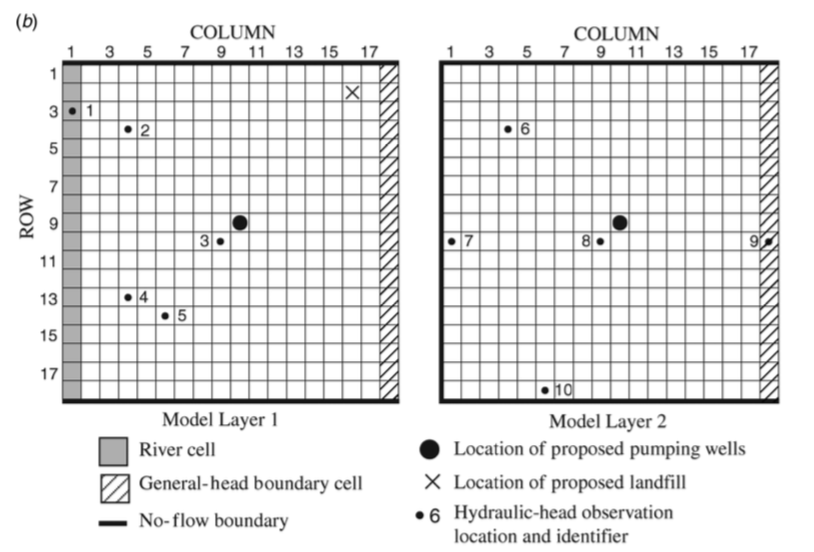 (b)
COLUMN
1 3 5 7 9 11 13 15 17
ROW
1
3
5
7
9
11
13
15
17
1
2
3
4
5
Model Layer 1
COLUMN
1 3 5 7 9 11 13 15 17
6
7
8
9
10
Model Layer 2
River cell
General-head boundary cell
No-flow boundary
Location of proposed pumping wells
Location of proposed landfill
6 Hydraulic-head observation
location and identifier